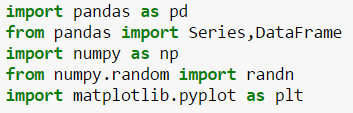 import pandas as pd
from pandas import Series,DataFrame
import numpy as np
from numpy.random import randn
import matplotlib.pyplot as plt